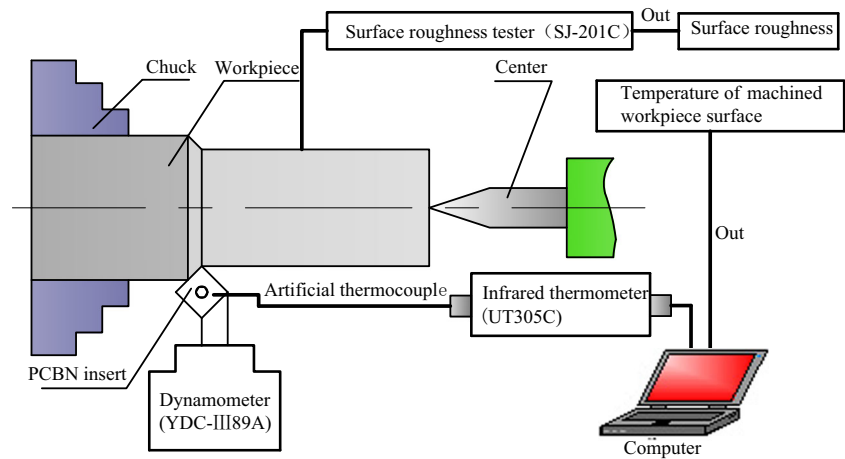 Out
Surface roughness tester（SJ-201C）
Surface roughness
Chuck
Workpiece
Center
Temperature of machined
workpiece surface
Out
Artificial thermocouple
Infrared thermometer
(UT305C)
PCBN insert
Dynamometer
(YDC-III89A)
Computer